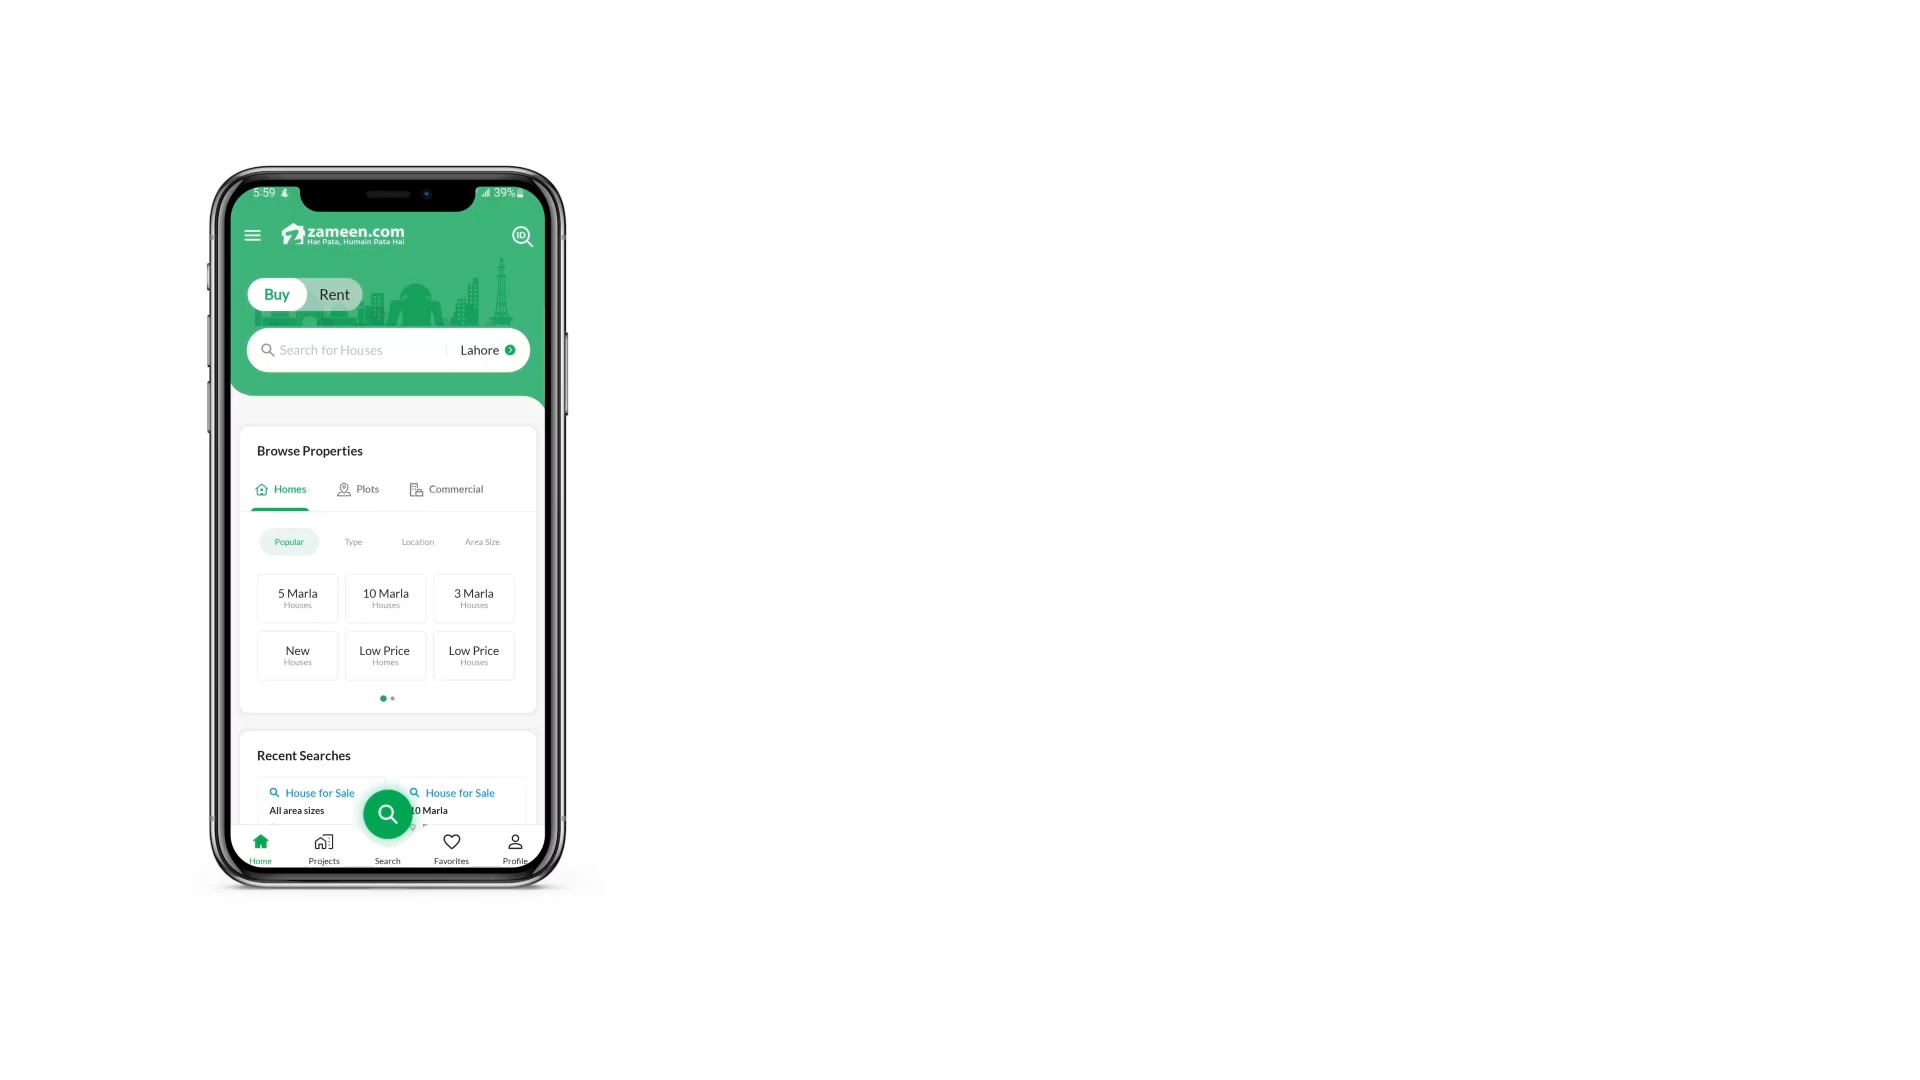 5:59
39%
zameen.com
Har Pata, Humain Pata Hai
ID
Buy Rent
Search for Houses Lahore
Browse Properties
Homes Plots Commercial
Popular Type Location Area Size
5 Marla 10 Marla 3 Marla
Houses Houses Houses
New Low Price Low Price
Houses Homes Houses
Recent Searches
House for Sale House for Sale
All area sizes 10 Marla
Home Projects Search Favorites Profile